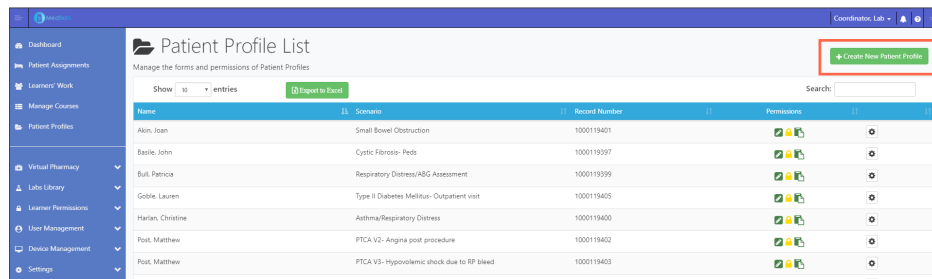 MedSkills
Coordinator, Lab
Dashboard
Patient Assignments
Learners' Work
Manage Courses
Patient Profiles
Virtual Pharmacy
Labs Library
Learner Permissions
User Management
Device Management
Settings
Patient Profile List
Manage the forms and permissions of Patient Profiles
+ Create New Patient Profile
Show 10 entries Export to Excel Search:
Name Scenario Record Number Permissions
Akin, Joan Small Bowel Obstruction 1000119401
Basile, John Cystic Fibrosis- Peds 1000119397
Bull, Patricia Respiratory Distress/ABG Assessment 1000119399
Goble, Lauren Type II Diabetes Mellitus- Outpatient visit 1000119405
Harlan, Christine Asthma/Respiratory Distress 1000119400
Post, Matthew PTCA V2- Angina post procedure 1000119402
Post, Matthew PTCA V3- Hypovolemic shock due to RP bleed 1000119403